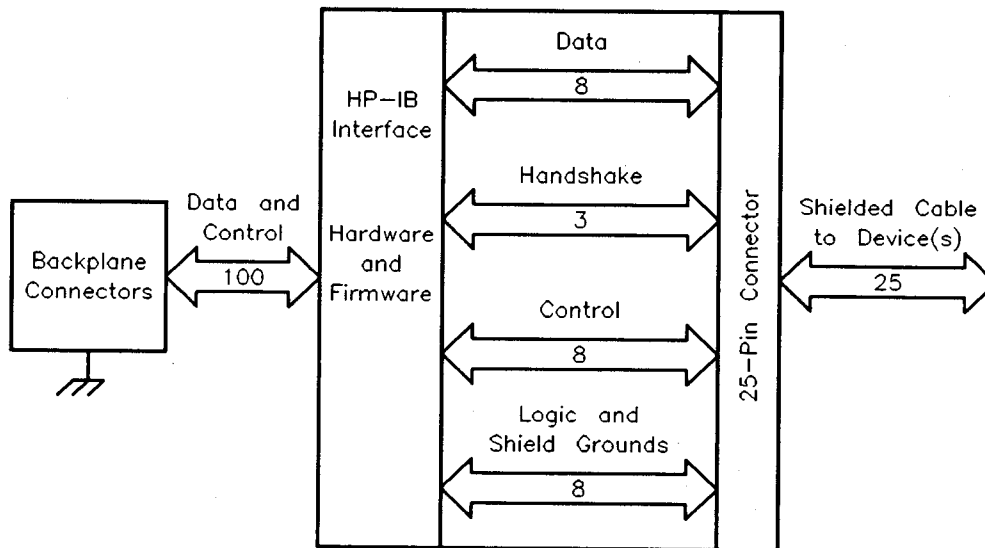 Backplane
Connectors
Data and
Control
100
HP-IB
Interface
Hardware
and
Firmware
Data
8
Handshake
3
Control
8
Logic and
Shield Grounds
8
25-Pin Connector
Shielded Cable
to Device(s)
25